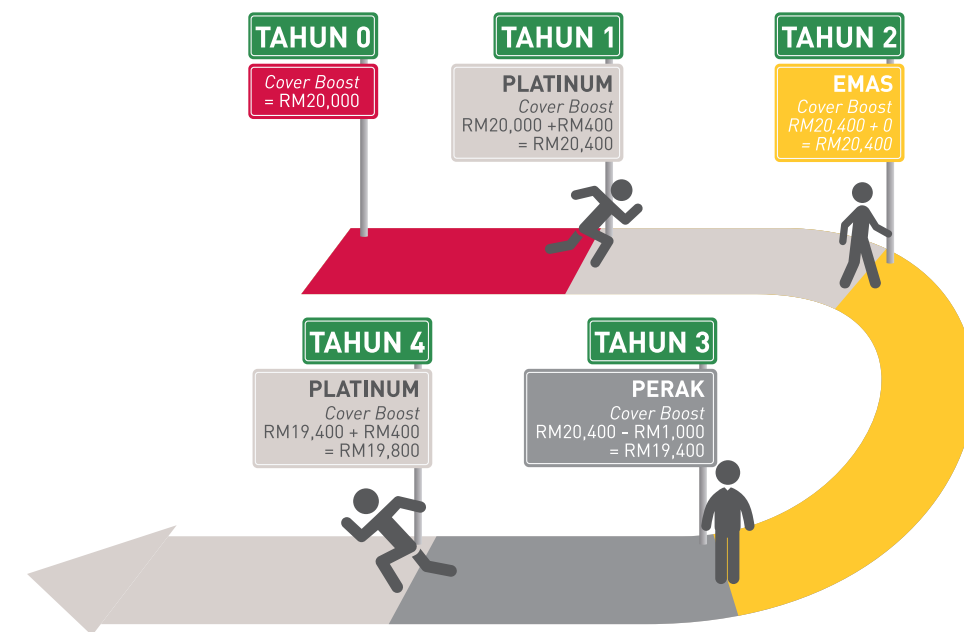 TAHUN 0
Cover Boost
= RM20,000
TAHUN 1
PLATINUM
Cover Boost
RM20,000 +RM400
= RM20,400
TAHUN 2
EMAS
Cover Boost
RM20,400 + 0
= RM20,400
TAHUN 3
PERAK
Cover Boost
RM20,400 - RM1,000
= RM19,400
TAHUN 4
PLATINUM
Cover Boost
RM19,400 + RM400
= RM19,800